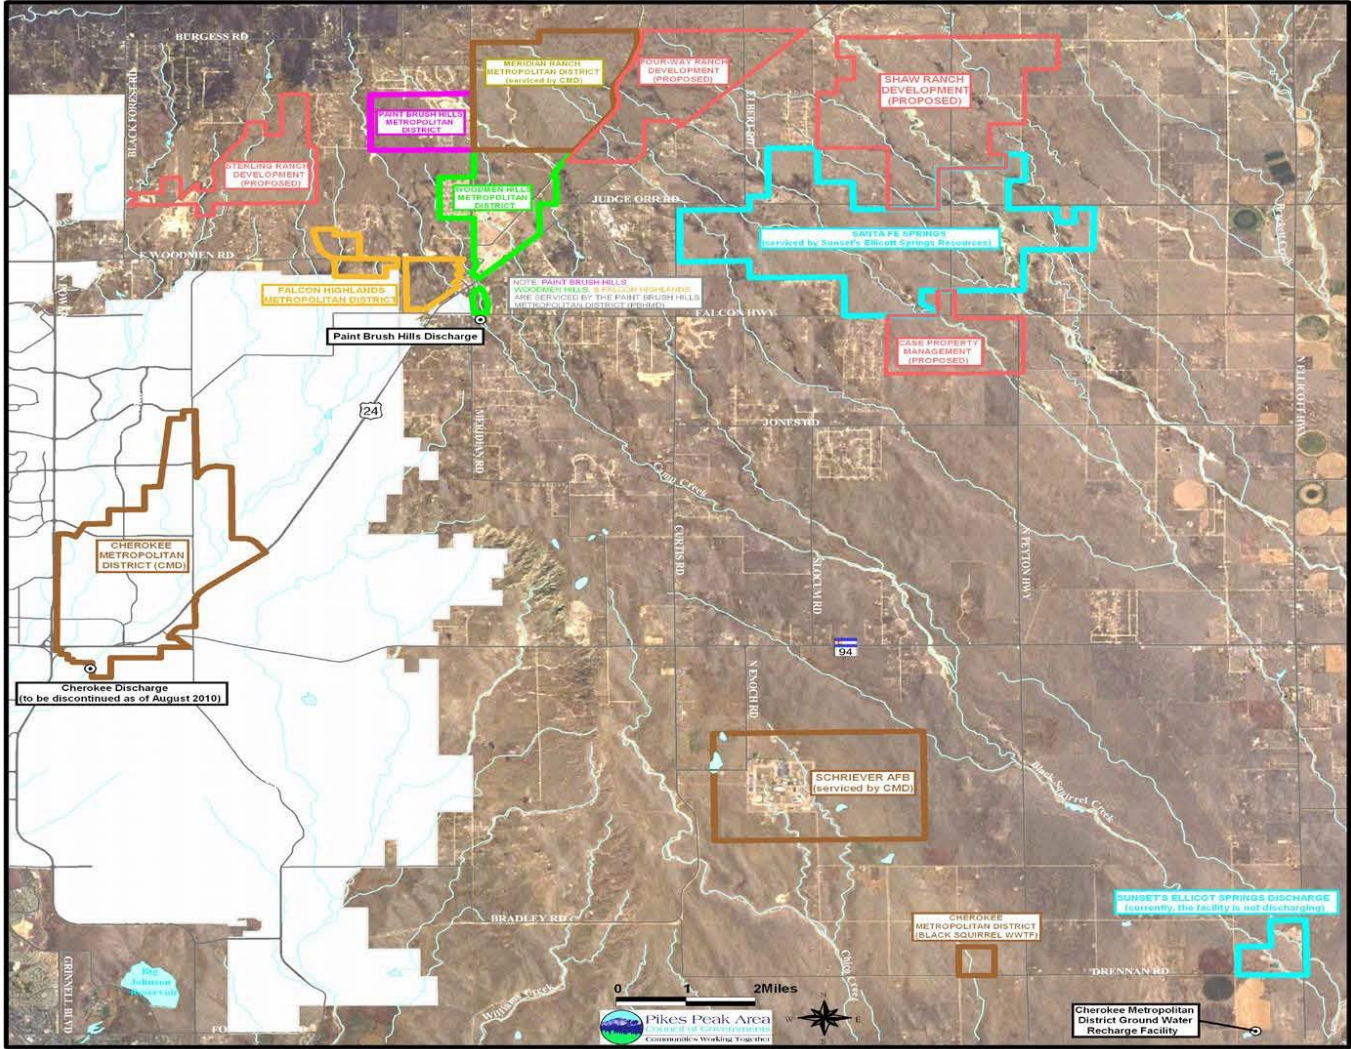 BURGESS RD
BLACK FOREST RD
MERIDIAN RANCH
METROPOLITAN DISTRICT
(serviced by CMD)
FOUR-WAY RANCH
DEVELOPMENT
(PROPOSED)
SHAW RANCH
DEVELOPMENT
(PROPOSED)
ELBERT RD
PAINT BRUSH HILLS
METROPOLITAN
DISTRICT
STERLING RANCH
DEVELOPMENT
(PROPOSED)
WOODMEN HILLS
METROPOLITAN
DISTRICT
JUDGE ORR RD
SANTA FE SPRINGS
(serviced by Sunset's Ellicott Springs Resources)
E WOODMEN RD
FALCON HIGHLANDS
METROPOLITAN DISTRICT
NOTE: PAINT BRUSH HILLS
WOODMEN HILLS, & FALCON HIGHLANDS
ARE SERVICED BY THE PAINT BRUSH HILLS
METROPOLITAN DISTRICT (PBHMD)
FALCON HWY
Paint Brush Hills Discharge
CASE PROPERTY
MANAGEMENT
(PROPOSED)
N ELLICOTT HWY
24
MERIDIAN RD
JONES RD
Camp Creek
CHEROKEE
METROPOLITAN
DISTRICT (CMD)
CURTIS RD
SLOCUM RD
N PEYTON HWY
94
N ENOCH RD
Cherokee Discharge
(to be discontinued as of August 2010)
SCHRIEVER AFB
(serviced by CMD)
Black Squirrel Creek
SUNSET'S ELLICOT SPRINGS DISCHARGE
(currently, the facility is not discharging)
BRADLEY RD
CHEROKEE
METROPOLITAN DISTRICT
(BLACK SQUIRREL WWTF)
Chico Creek
DRENNAN RD
GRINNELL BLVD
Big
Johnson
Reservoir
Williams Creek
0 1 2Miles
N
W E
Pikes Peak Area
Council of Governments
Communities Working Together
Cherokee Metropolitan
District Ground Water
Recharge Facility